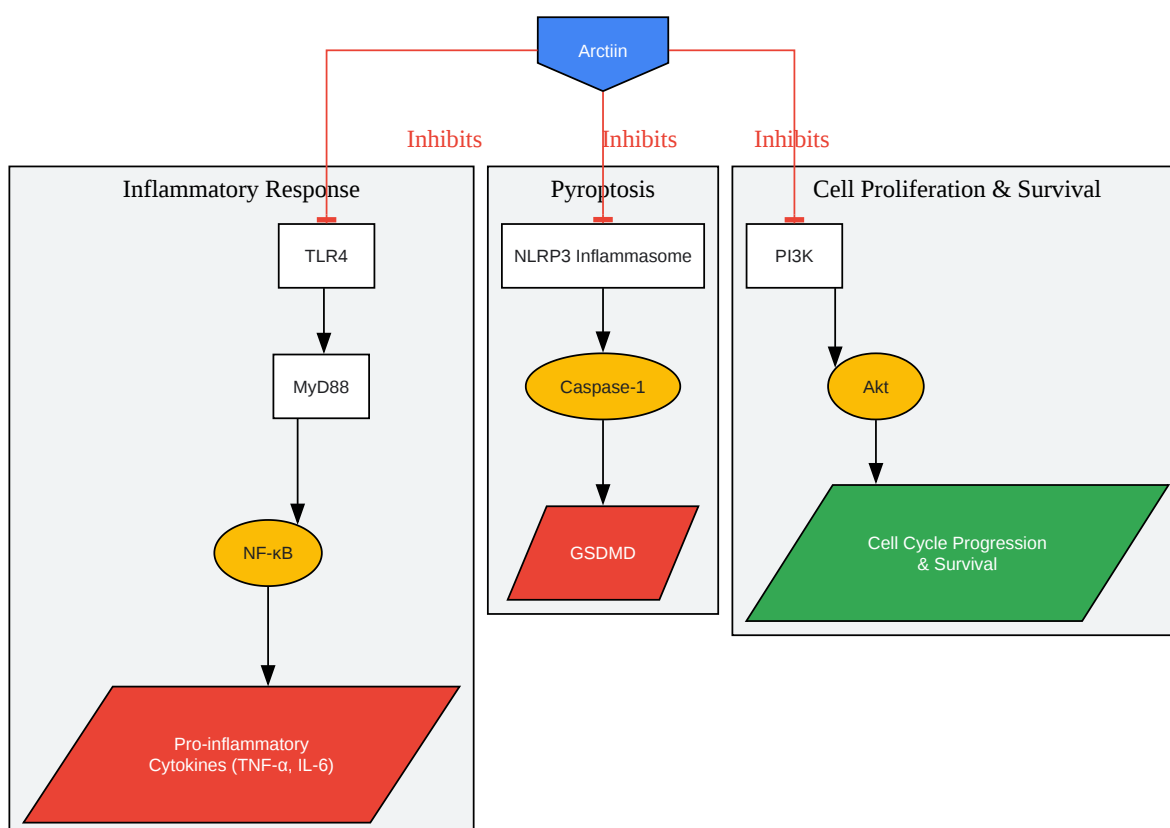 Arctiin
Inhibits
Inhibits
Inhibits
Inflammatory Response
TLR4
MyD88
NF-κB
Pro-inflammatory
Cytokines (TNF-α, IL-6)
Pyroptosis
NLRP3 Inflammasome
Caspase-1
GSDMD
Cell Proliferation & Survival
PI3K
Akt
Cell Cycle Progression
& Survival